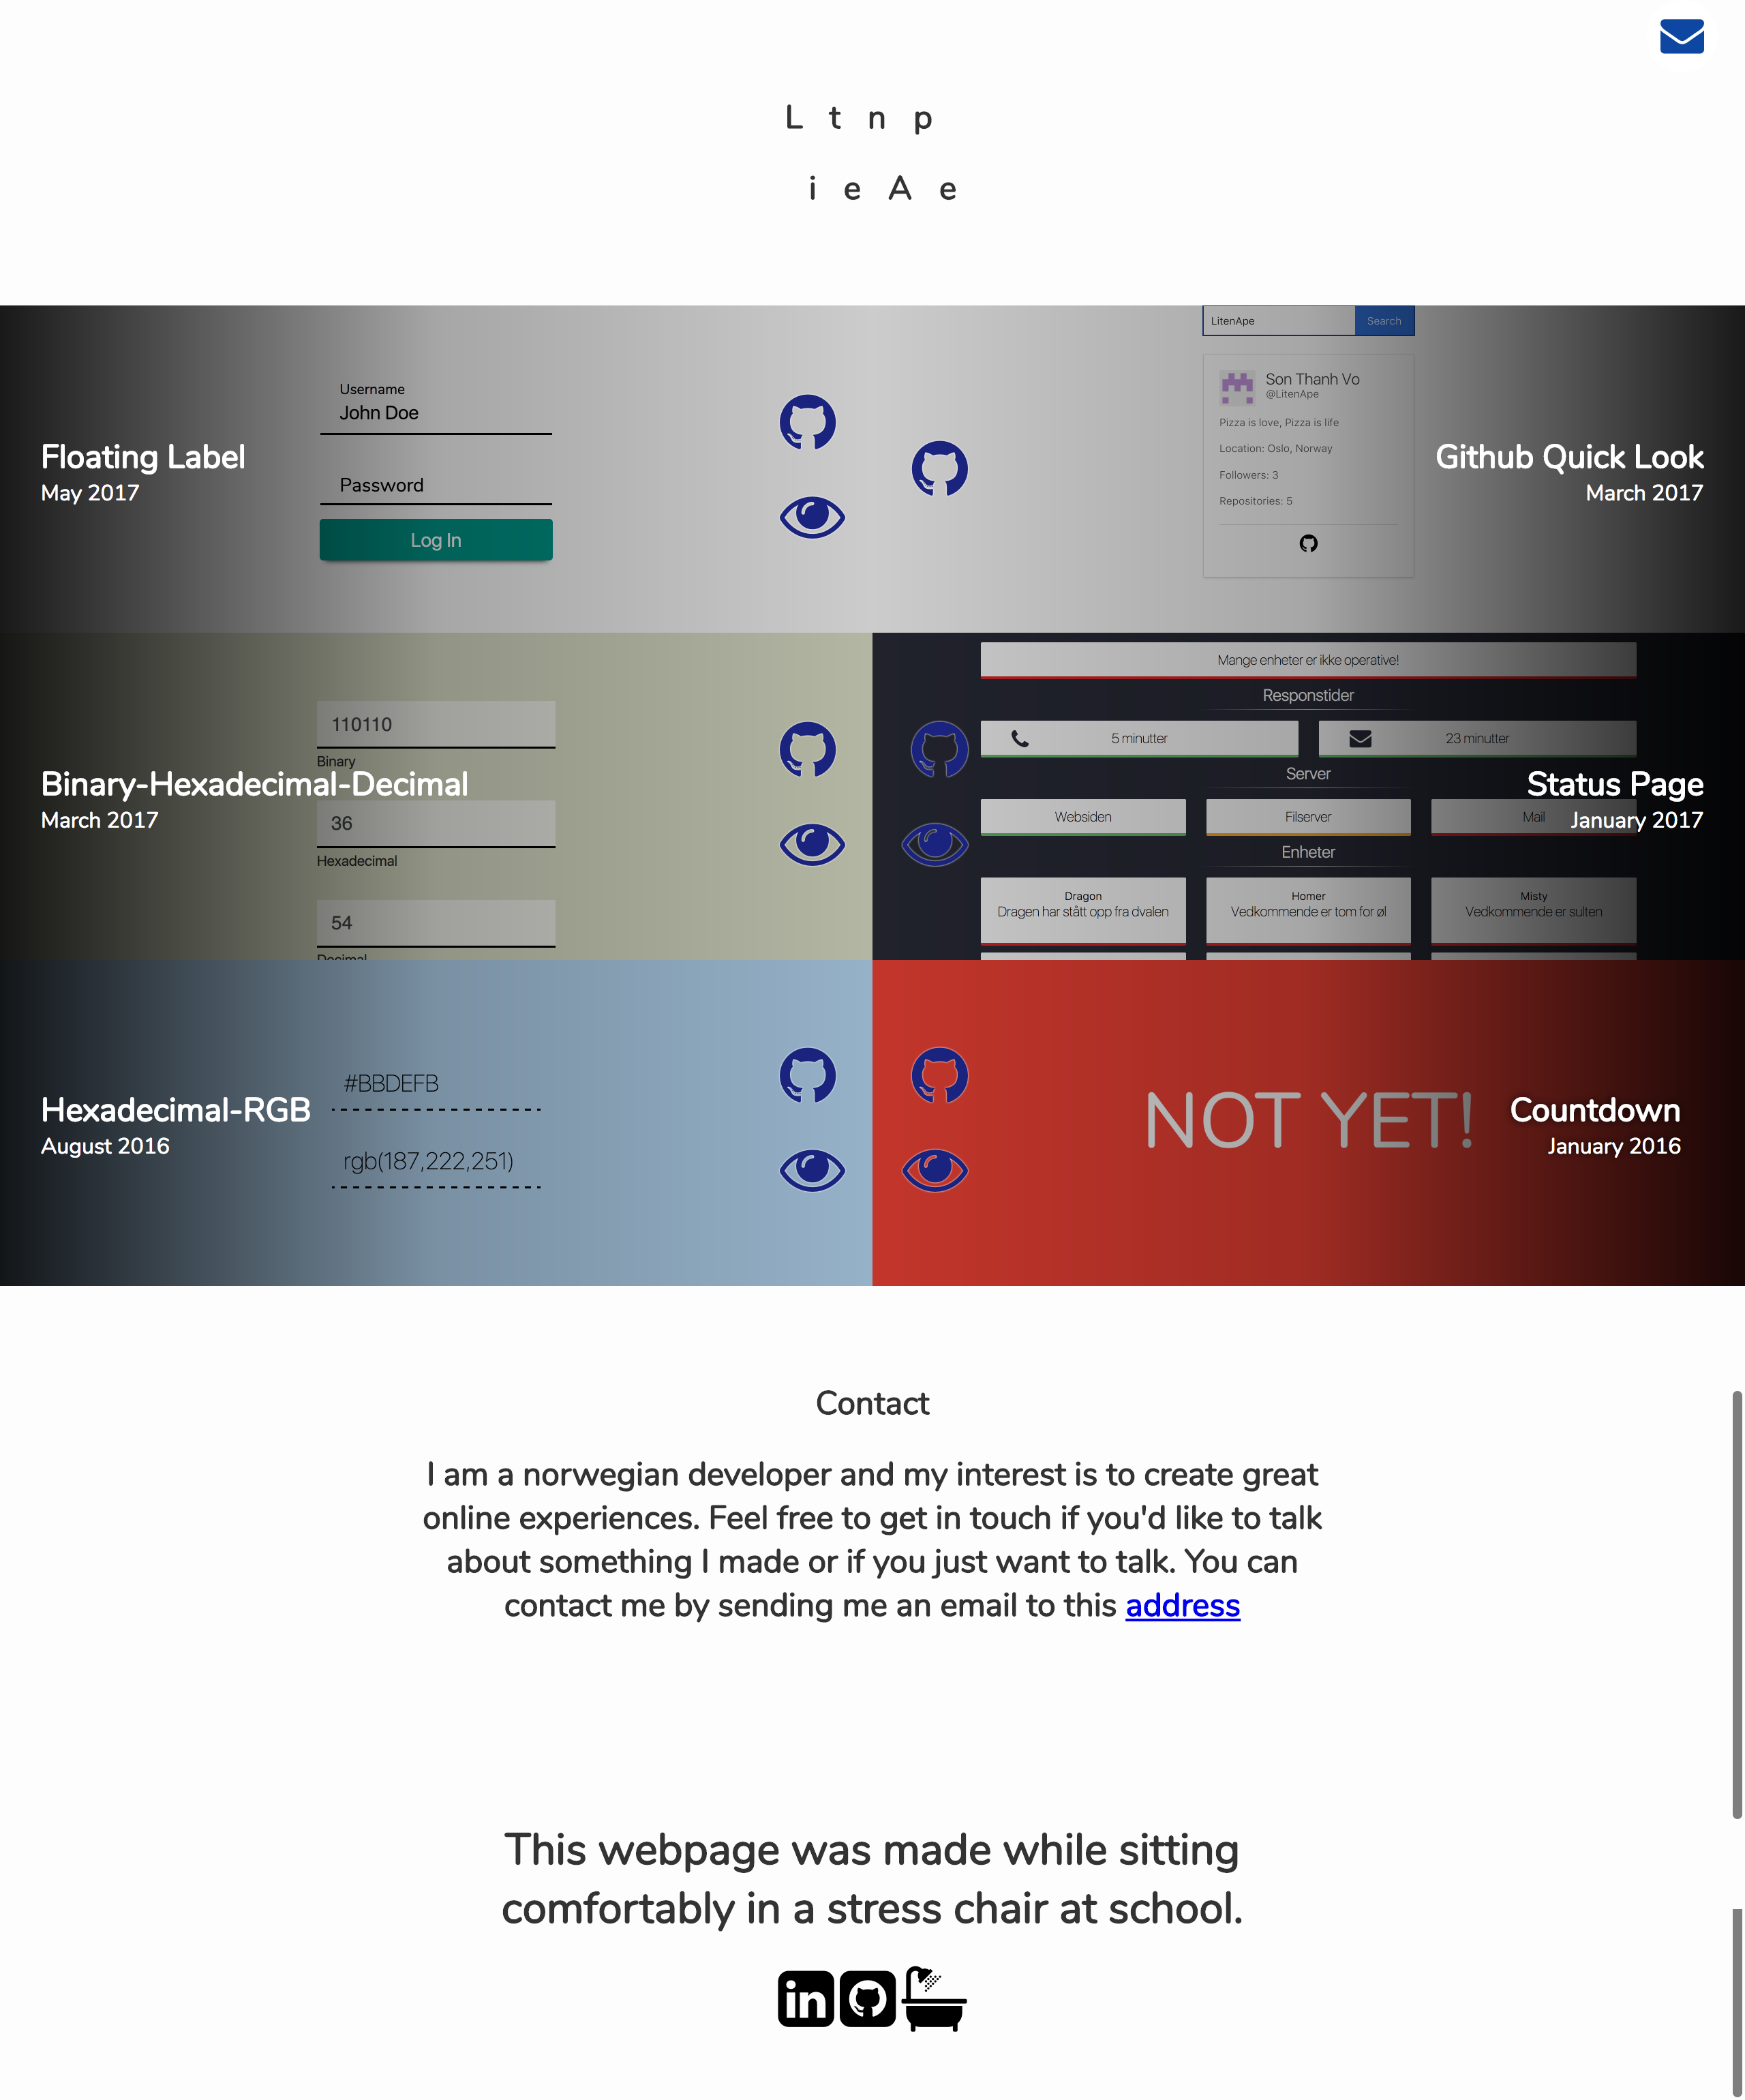 L t n p
i e A e
Floating Label
May 2017
Username
John Doe
Password
Log In
LitenApe
Search
Son Thanh Vo
@LitenApe
Pizza is love, Pizza is life
Location: Oslo, Norway
Followers: 3
Repositories: 5
Github Quick Look
March 2017
Binary-Hexadecimal-Decimal
March 2017
110110
Binary
36
Hexadecimal
54
Decimal
Mange enheter er ikke operative!
Responstider
5 minutter
23 minutter
Server
Websiden
Filserver
Mail
Enheter
Dragon
Dragen har stått opp fra dvalen
Homer
Vedkommende er tom for øl
Misty
Vedkommende er sulten
Status Page
January 2017
Hexadecimal-RGB
August 2016
#BBDEFB
rgb(187,222,251)
NOT YET!
Countdown
January 2016
Contact
I am a norwegian developer and my interest is to create great
online experiences. Feel free to get in touch if you'd like to talk
about something I made or if you just want to talk. You can
contact me by sending me an email to this address
This webpage was made while sitting
comfortably in a stress chair at school.
in